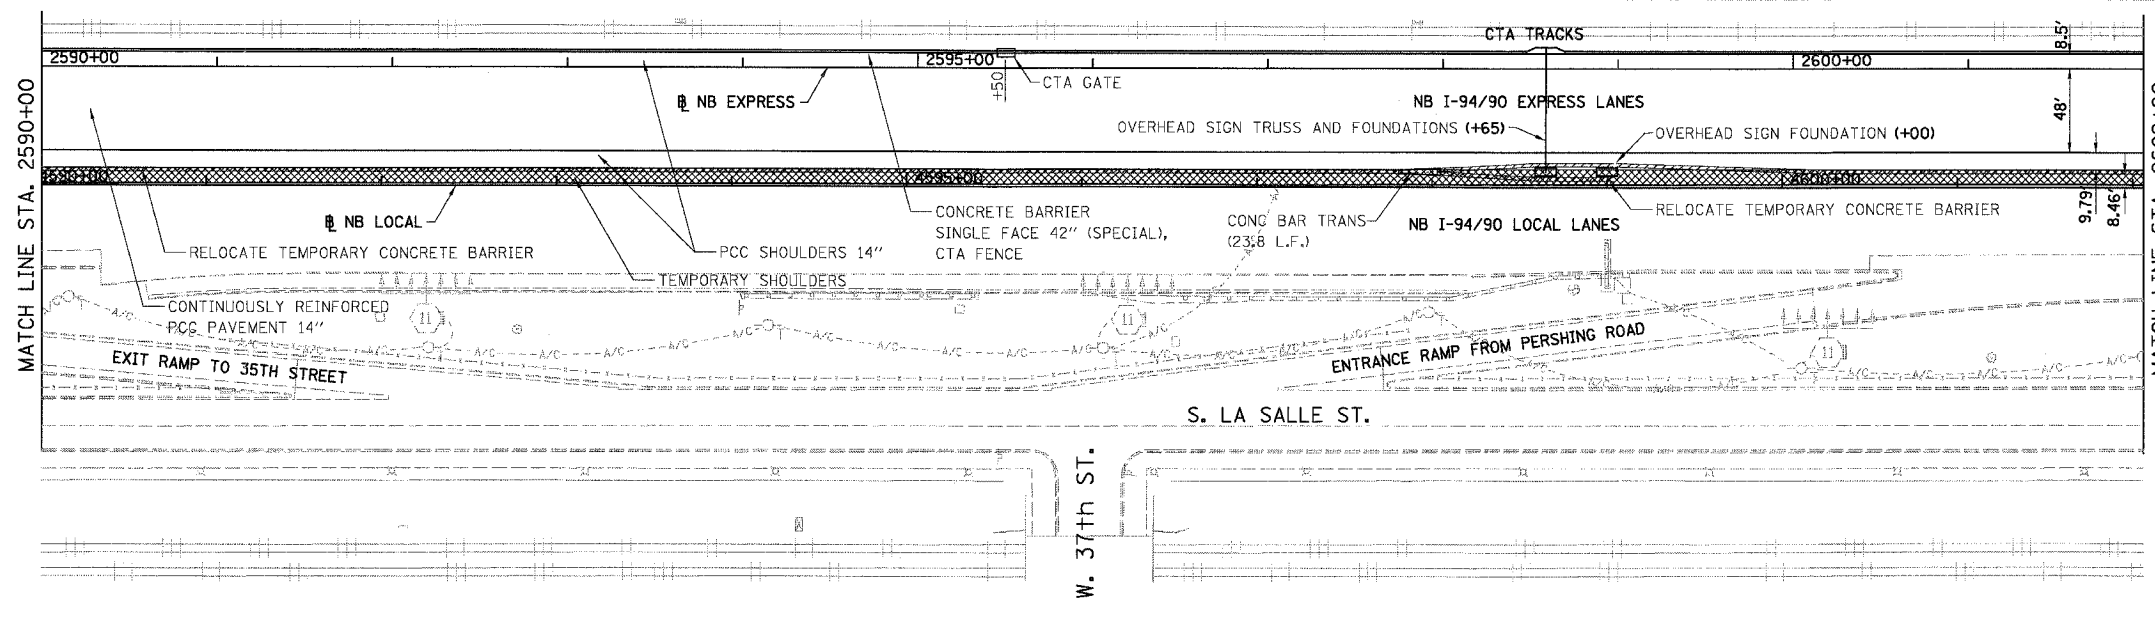 CTA TRACKS
8.5'
2590+00
2595+00
2600+00
+50
CTA GATE
℄ NB EXPRESS
NB I-94/90 EXPRESS LANES
48'
OVERHEAD SIGN TRUSS AND FOUNDATIONS (+65)
OVERHEAD SIGN FOUNDATION (+00)
MATCH LINE STA. 2590+00
4590+00
4595+00
4600+00
℄ NB LOCAL
CONCRETE BARRIER
SINGLE FACE 42" (SPECIAL),
CTA FENCE
CONC BAR TRANS
(23.8 L.F.)
NB I-94/90 LOCAL LANES
RELOCATE TEMPORARY CONCRETE BARRIER
9.79'
8.46'
RELOCATE TEMPORARY CONCRETE BARRIER
PCC SHOULDERS 14"
TEMPORARY SHOULDERS
CONTINUOUSLY REINFORCED
PCC PAVEMENT 14"
11
11
11
A/C
EXIT RAMP TO 35TH STREET
ENTRANCE RAMP FROM PERSHING ROAD
S. LA SALLE ST.
W. 37th ST.